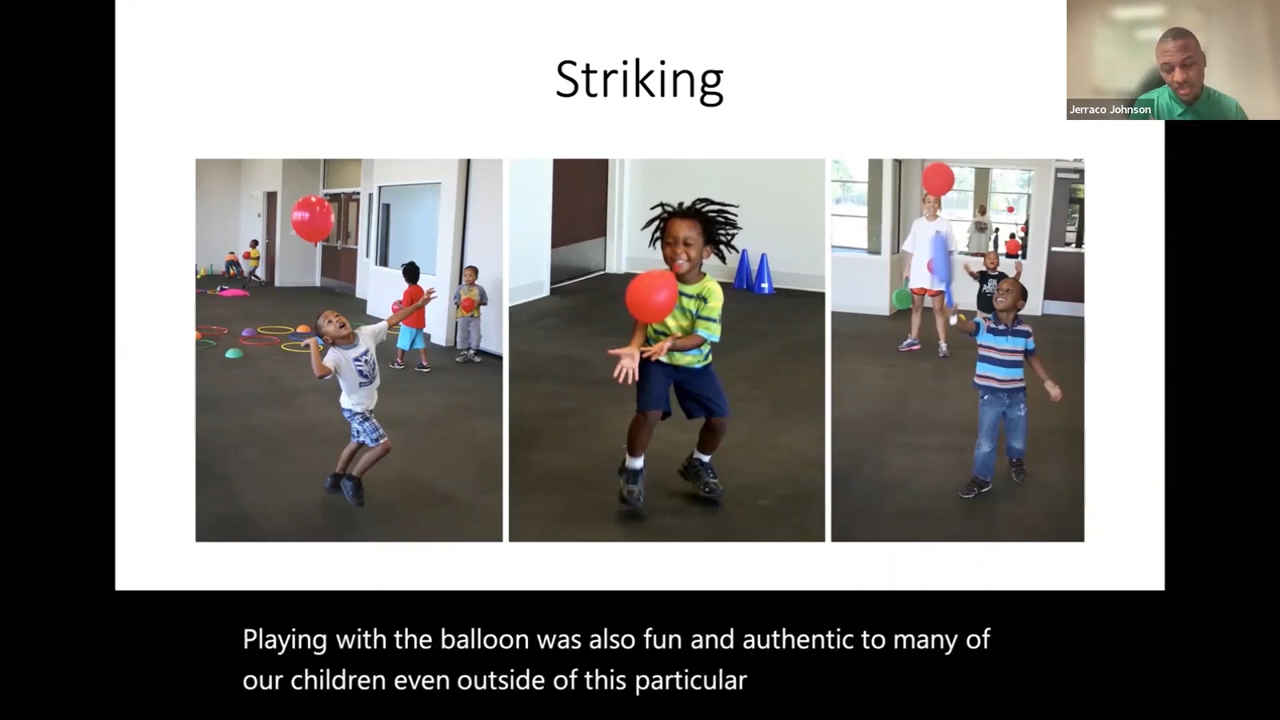 Striking
Jerraco Johnson
Playing with the balloon was also fun and authentic to many of
our children even outside of this particular